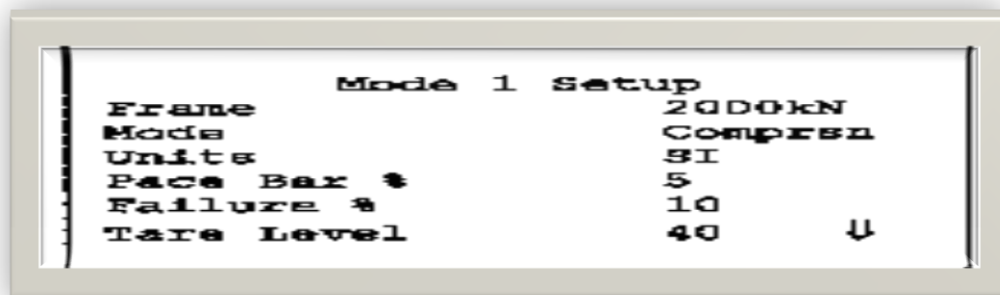 Mode 1 Setup
Frame 2000kN
Mode Comprsn
Units SI
Pace Bar % 5
Failure % 10
Tare Level 40 ⇓